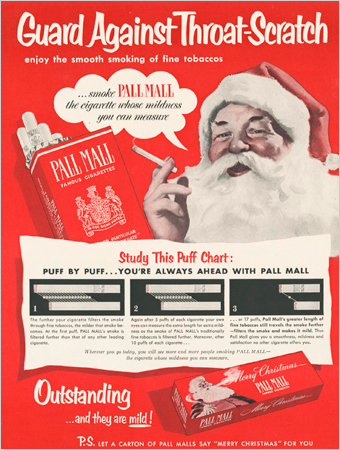 Guard Against Throat-Scratch
enjoy the smooth smoking of fine tobaccos
...smoke PALL MALL
the cigarette whose mildness
you can measure
PALL MALL
FAMOUS CIGARETTES
Study This Puff Chart:
PUFF BY PUFF...YOU'RE ALWAYS AHEAD WITH PALL MALL
1
2
3
The further your cigarette filters the smoke
through fine tobaccos, the milder that smoke be-
comes. At the first puff, PALL MALL's smoke is
filtered further than that of any other leading
cigarette.
Again after 5 puffs of each cigarette your own
eyes can measure the same length for extra mild-
ness as the smoke of PALL MALL's traditionally
fine tobaccos is filtered further. Moreover, after
10 puffs of each cigarette...
...or 17 puffs, Pall Mall's greater length of
fine tobaccos still travels the smoke further
—filters the smoke and makes it mild. Thus
Pall Mall gives you a smoothness, mildness and
satisfaction no other cigarette offers you.
Wherever you go today, you will see more and more people smoking PALL MALL—
the cigarette whose mildness you can measure.
Outstanding
...and they are mild!
Merry Christmas
PALL MALL
PALL MALL
Merry Christmas
P.S. LET A CARTON OF PALL MALLS SAY "MERRY CHRISTMAS" FOR YOU